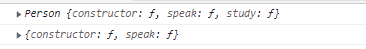 ▶Person {constructor: ƒ, speak: ƒ, study: ƒ}
▶{constructor: ƒ, speak: ƒ}